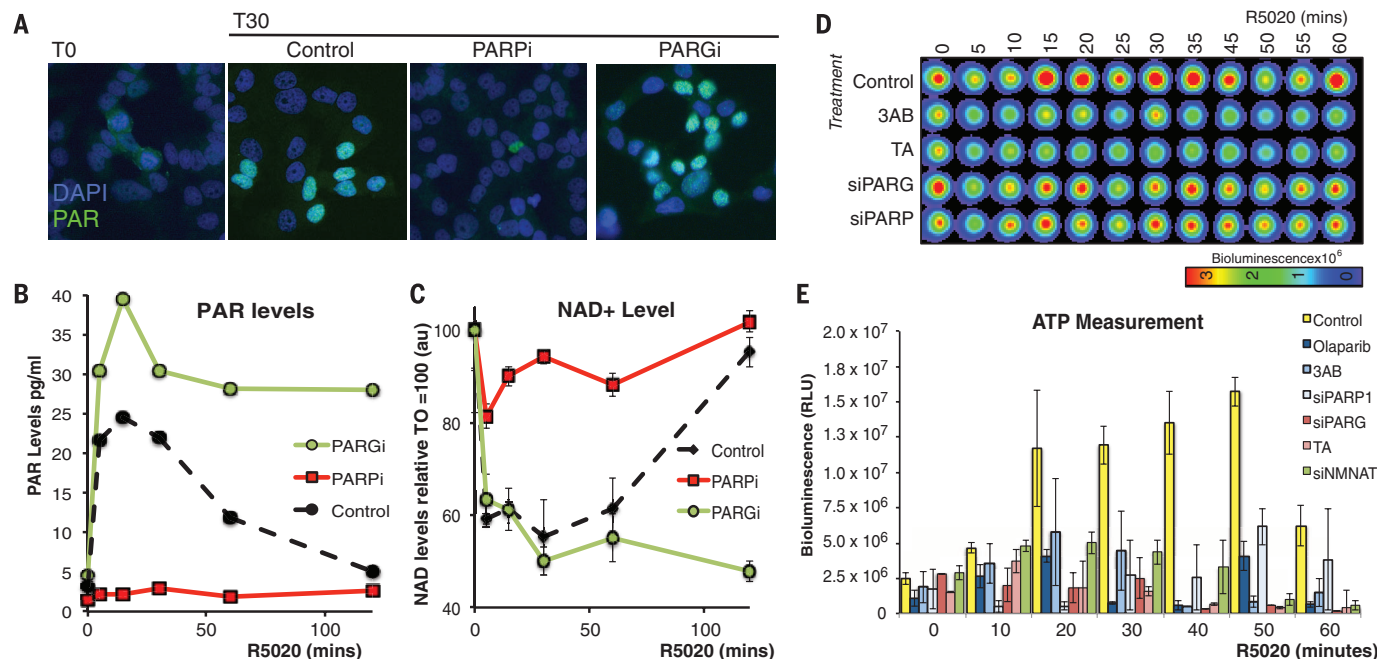 A
T0
T30
Control
PARPi
PARGi
DAPI
PAR
B
PAR levels
PAR Levels pg/ml
40
35
30
25
20
15
10
5
0
PARGi
PARPi
Control
0
50
100
R5020 (mins)
C
NAD+ Level
NAD levels relative TO =100 (au)
100
80
60
40
Control
PARPi
PARGi
0
50
100
R5020 (mins)
D
R5020 (mins)
0 5 10 15 20 25 30 35 45 50 55 60
Treatment
Control
3AB
TA
siPARG
siPARP
Bioluminescencex10⁶
3 2 1 0
E
ATP Measurement
Bioluminescence (RLU)
2.0 x 10⁷
1.5 x 10⁷
1.3 x 10⁷
1.0 x 10⁷
7.5 x 10⁶
5.0 x 10⁶
2.5 x 10⁶
0
Control
Olaparib
3AB
siPARP1
siPARG
TA
siNMNAT
0 10 20 30 40 50 60
R5020 (minutes)